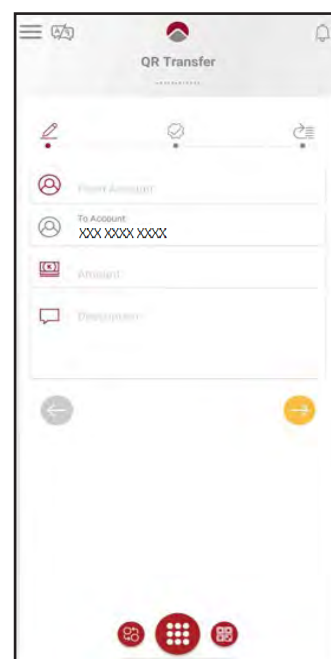 QR Transfer
From Account
To Account
XXX XXXX XXXX
Amount
Description